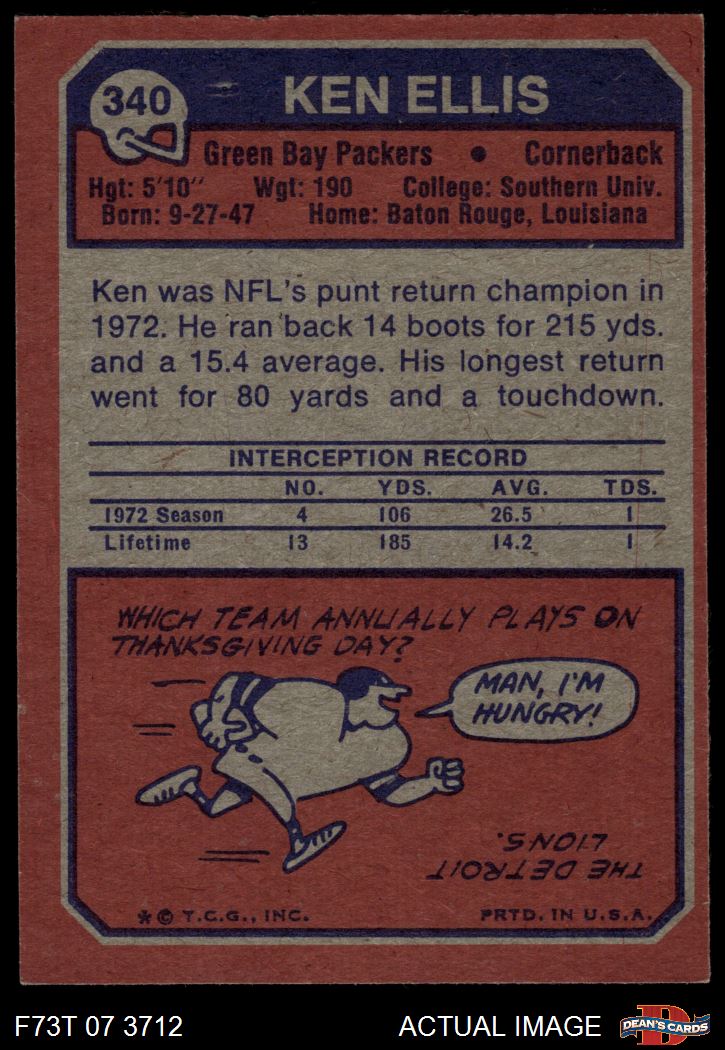 340
KEN ELLIS
Green Bay Packers • Cornerback
Hgt: 5'10" Wgt: 190 College: Southern Univ.
Born: 9-27-47 Home: Baton Rouge, Louisiana
Ken was NFL's punt return champion in
1972. He ran back 14 boots for 215 yds.
and a 15.4 average. His longest return
went for 80 yards and a touchdown.
INTERCEPTION RECORD
NO. YDS. AVG. TDS.
1972 Season 4 106 26.5 1
Lifetime 13 185 14.2 1
WHICH TEAM ANNUALLY PLAYS ON
THANKSGIVING DAY?
MAN, I'M
HUNGRY!
THE DETROIT
LIONS.
* © T.C.G., INC. PRTD. IN U.S.A.
F73T 07 3712 ACTUAL IMAGE
D
DEAN'S CARDS